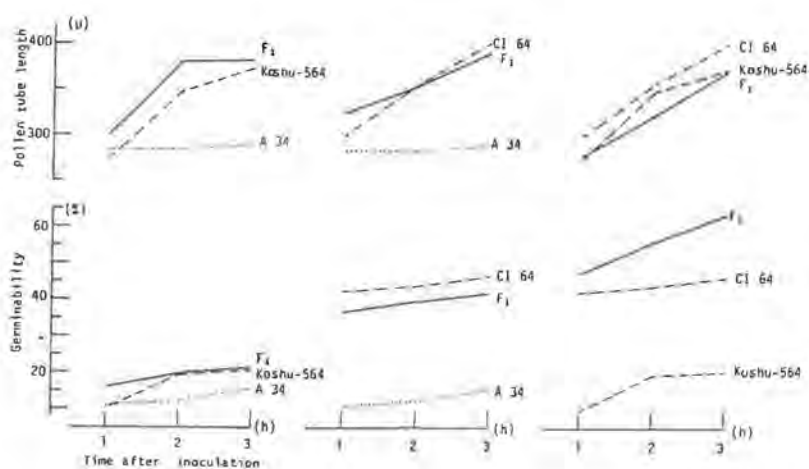 (μ)
400
300
Pollen tube length
F₁
Koshu-564
A 34
CI 64
F₁
A 34
CI 64
Koshu-564
F₁
(%)
60
40
20
Germinability
F₁
Koshu-564
A 34
CI 64
F₁
A 34
F₁
CI 64
Koshu-564
1 2 3 (h)
1 2 3 (h)
1 2 3 (h)
Time after inoculation